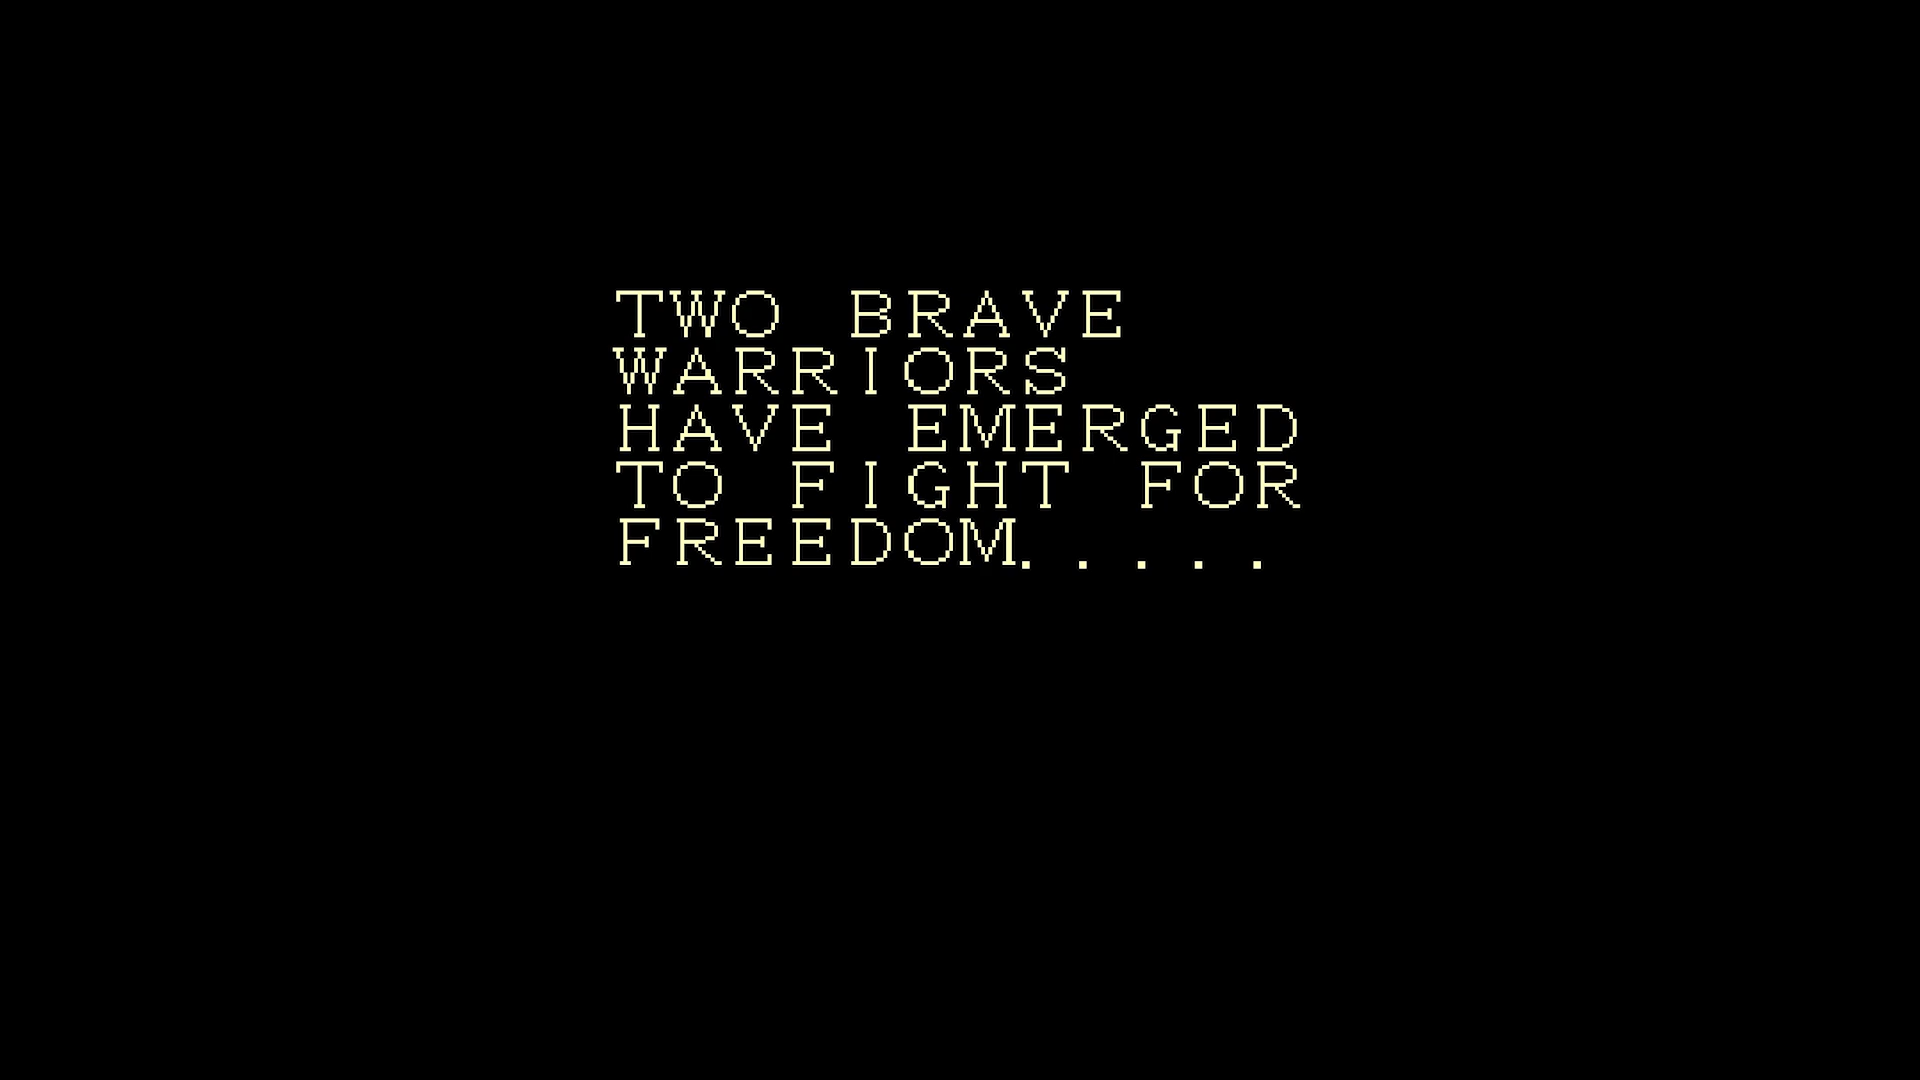 TWO BRAVE
WARRIORS
HAVE EMERGED
TO FIGHT FOR
FREEDOM.....